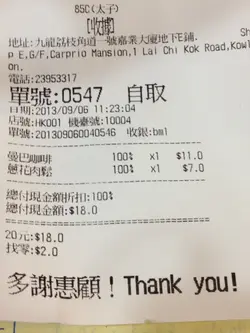 85C(太子)
[收據]
地址:九龍荔枝角道一號嘉業大廈地下E鋪.
p E,G/F,Carprio Mansion,1 Lai Chi Kok Road,Kowl
on.
電話:23953317
單號:0547 自取
日期:2013/09/06 11:23:04
店號:HK001 機臺號:10004
單號:201309060040546 收銀:bm1
曼巴咖啡 100% x1 $11.0
蔥花肉鬆 100% x1 $7.0
總付現金額折扣:100%
總付現金額:$18.0
20元:$18.0
找零:$2.0
多謝惠顧！Thank you!